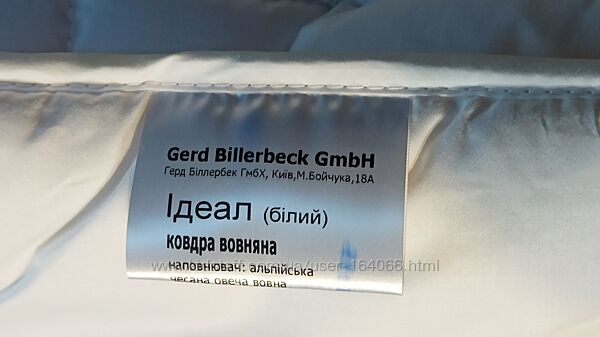 Gerd Billerbeck GmbH
Герд Біллербек ГмбХ, Київ,М.Бойчука,18А
Ідеал (білий)
ковдра вовняна
наповнювач: альпійська
чесана овеча вовна